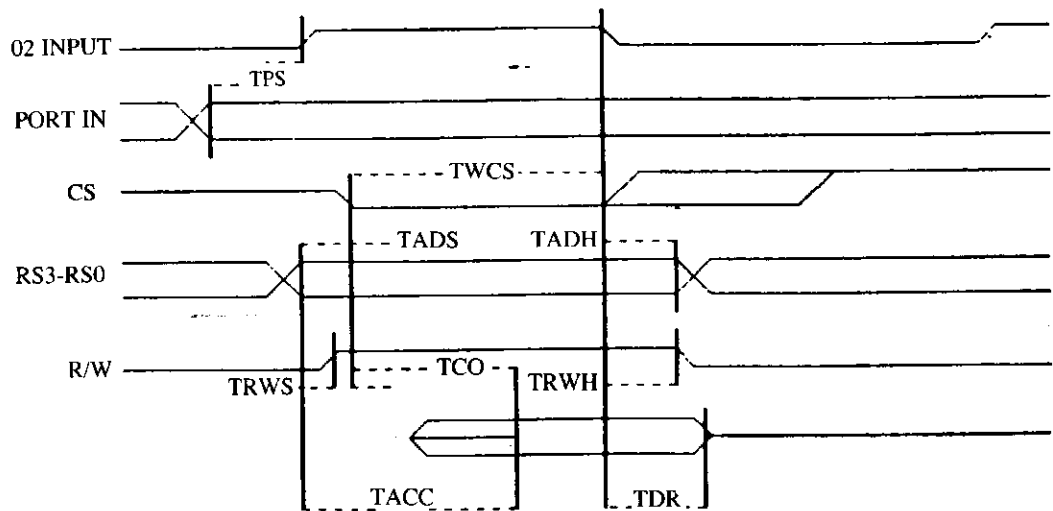 02 INPUT
TPS
PORT IN
TWCS
CS
TADS
TADH
RS3-RS0
R/W
TCO
TRWS
TRWH
TACC
TDR